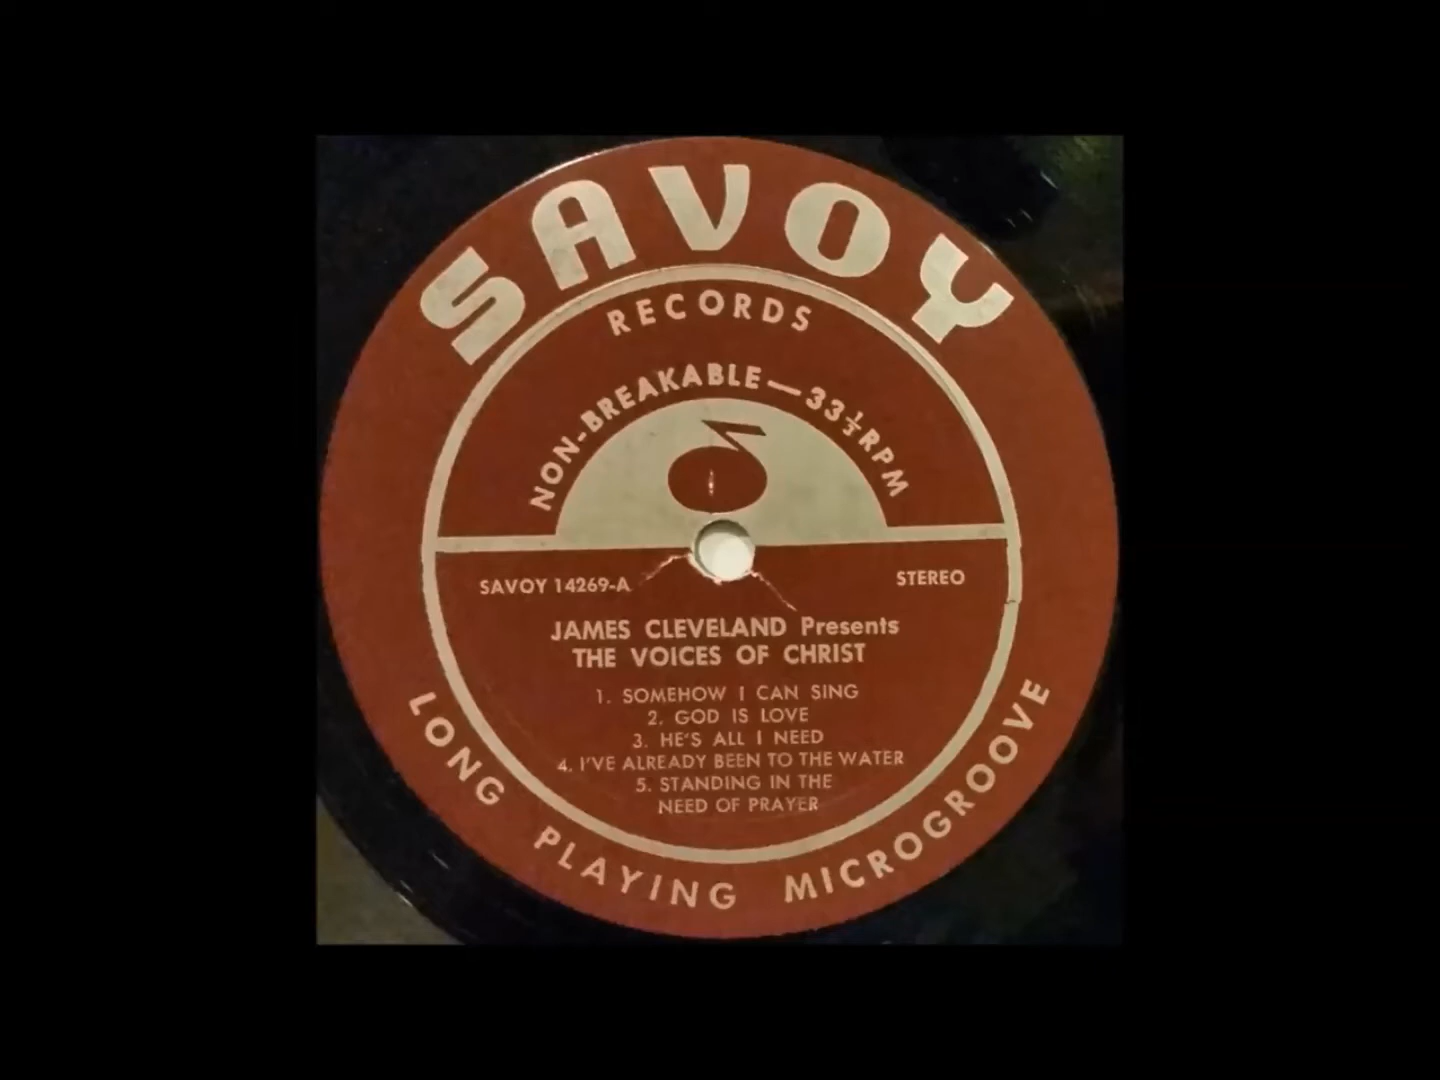 SAVOY
RECORDS
NON-BREAKABLE—33⅓RPM
SAVOY 14269-A
STEREO
JAMES CLEVELAND Presents
THE VOICES OF CHRIST
1. SOMEHOW I CAN SING
2. GOD IS LOVE
3. HE'S ALL I NEED
4. I'VE ALREADY BEEN TO THE WATER
5. STANDING IN THE
NEED OF PRAYER
LONG PLAYING MICROGROOVE